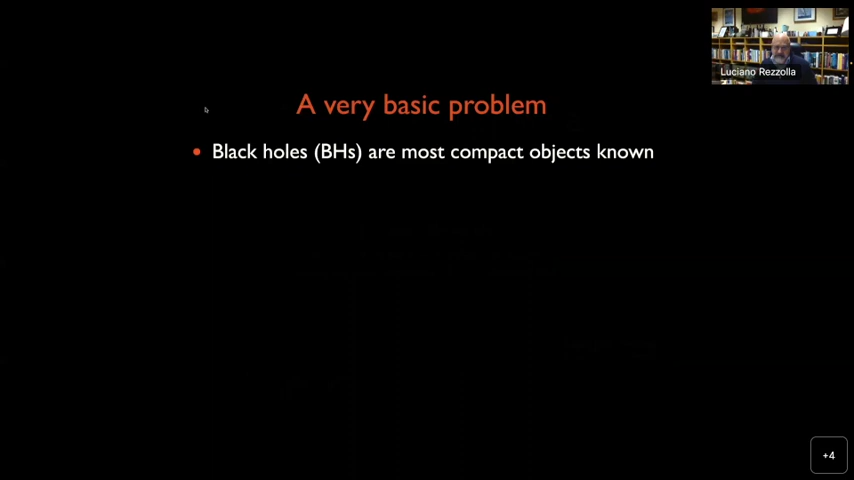 Luciano Rezzolla
A very basic problem
• Black holes (BHs) are most compact objects known
+4